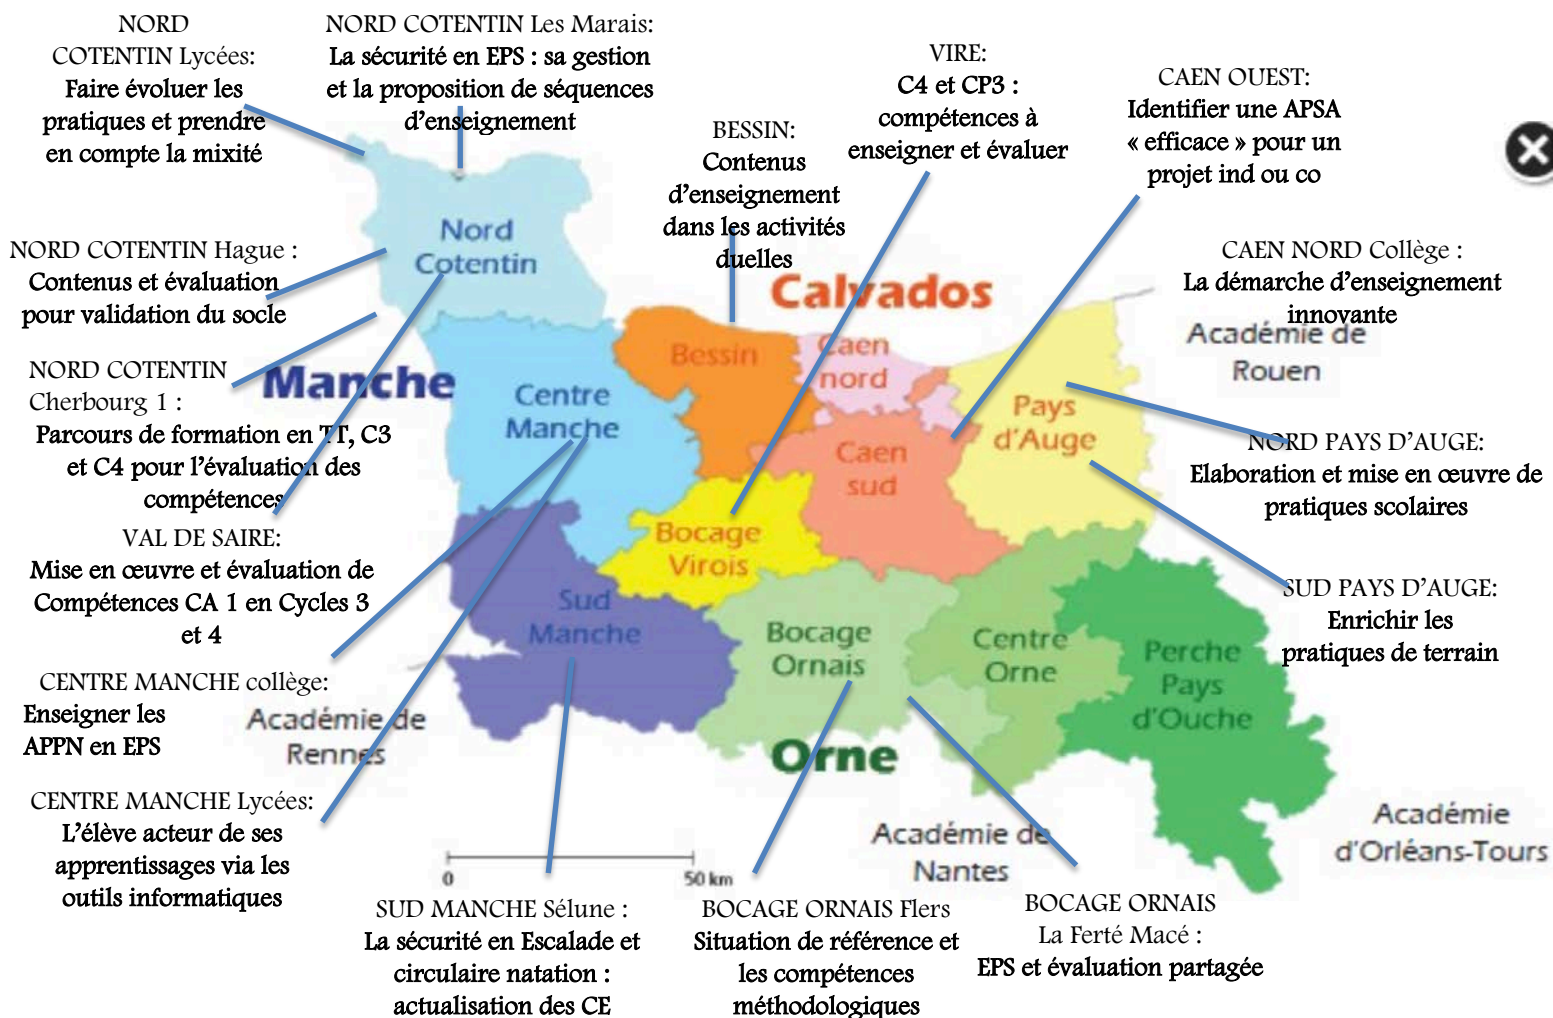 NORD
COTENTIN Lycées:
Faire évoluer les
pratiques et prendre
en compte la mixité
NORD COTENTIN Les Marais:
La sécurité en EPS : sa gestion
et la proposition de séquences
d'enseignement
VIRE:
C4 et CP3 :
compétences à
enseigner et évaluer
CAEN OUEST:
Identifier une APSA
« efficace » pour un
projet ind ou co
BESSIN:
Contenus
d'enseignement
dans les activités
duelles
NORD COTENTIN Hague :
Contenus et évaluation
pour validation du socle
CAEN NORD Collège :
La démarche d'enseignement
innovante
NORD COTENTIN
Cherbourg 1 :
Parcours de formation en TT, C3
et C4 pour l'évaluation des
compétences
VAL DE SAIRE:
Mise en œuvre et évaluation de
Compétences CA 1 en Cycles 3
et 4
CENTRE MANCHE collège:
Enseigner les
APPN en EPS
CENTRE MANCHE Lycées:
L'élève acteur de ses
apprentissages via les
outils informatiques
NORD PAYS D'AUGE:
Elaboration et mise en œuvre de
pratiques scolaires
SUD PAYS D'AUGE:
Enrichir les
pratiques de terrain
SUD MANCHE Sélune :
La sécurité en Escalade et
circulaire natation :
actualisation des CE
BOCAGE ORNAIS Flers
Situation de référence et
les compétences
méthodologiques
BOCAGE ORNAIS
La Ferté Macé :
EPS et évaluation partagée
Nord
Cotentin
Manche
Centre
Manche
Sud
Manche
Calvados
Bessin
Caen
nord
Caen
sud
Pays
d'Auge
Bocage
Virois
Bocage
Ornais
Centre
Orne
Perche
Pays
d'Ouche
Orne
Académie de
Rouen
Académie de
Rennes
Académie de
Nantes
Académie
d'Orléans-Tours
0
50 km